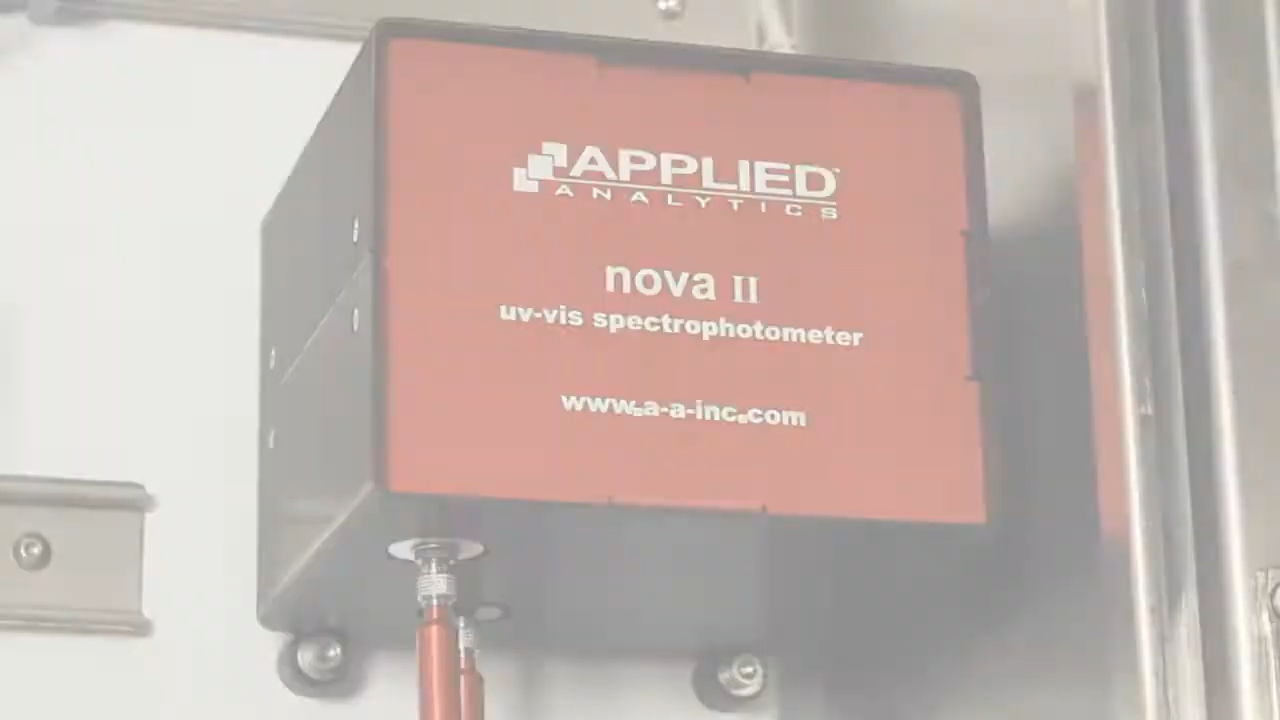 APPLIED
ANALYTICS
nova II
uv-vis spectrophotometer
www.a-a-inc.com